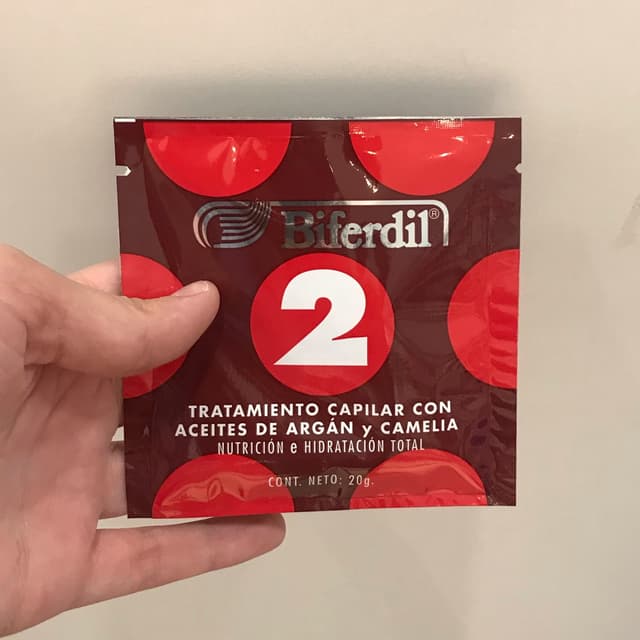 Biferdil®
2
TRATAMIENTO CAPILAR CON
ACEITES DE ARGÁN y CAMELIA
NUTRICIÓN e HIDRATACIÓN TOTAL
CONT. NETO: 20g.